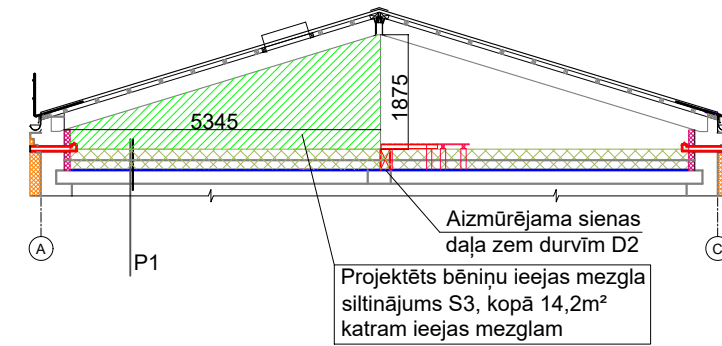 5345
1875
Aizmūrējama sienas
daļa zem durvīm D2
A
P1
C
Projektēts bēniņu ieejas mezgla
siltinājums S3, kopā 14,2m²
katram ieejas mezglam